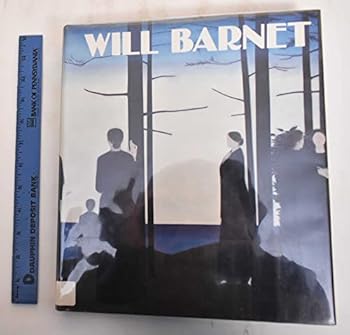 WILL BARNET
BANK OF PENNSYLVANIA
DAUPHIN DEPOSIT BANK